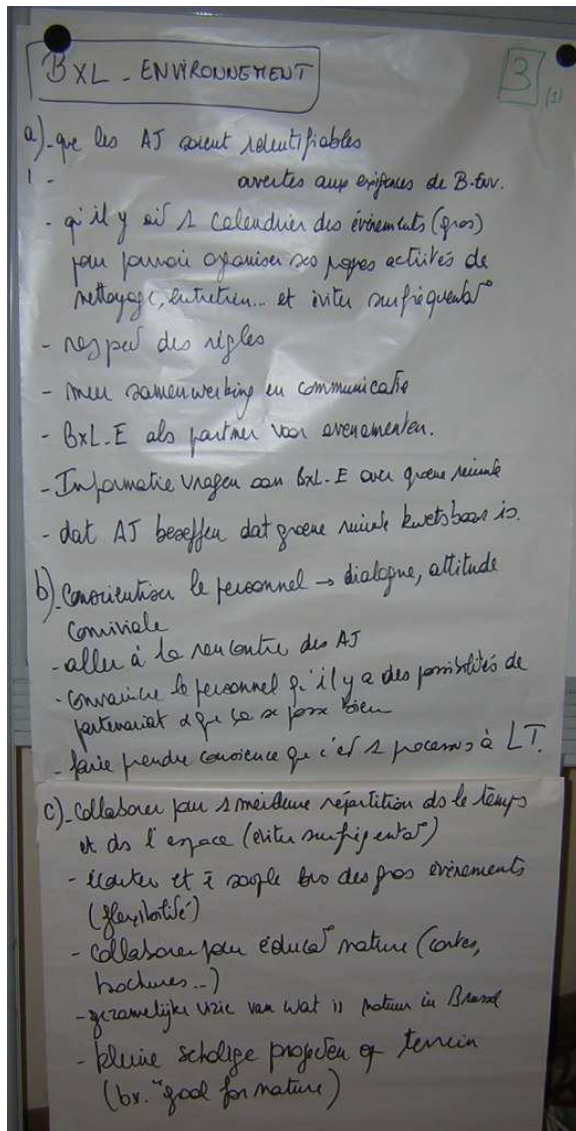 BXL - ENVIRONNEMENT
3
(1)
a) - que les AJ soient identifiables
1 - ouvertes aux exigences de B-Env.
- qu'il y ait 1 calendrier des événements (gros)
pour pouvoir organiser ses propres activités de
nettoyage, entretien... et éviter surfréquentat°
- respect des règles
- meer samenwerking en communicatie
- BXL-E als partner voor evenementen.
- Informatie vragen aan BXL-E over groene ruimte
- dat AJ beseffen dat groene ruimte kwetsbaar is.
b) - Conscientiser le personnel → dialogue, attitude
conviviale
- aller à la rencontre des AJ
- convaincre le personnel qu'il y a des possibilités de
partenariat et que ça se passe bien
- faire prendre conscience que c'est 1 processus à LT.
c) - Collaborer pour 1 meilleure répartition ds le temps
et ds l'espace (éviter surfréquentat°)
- écouter et ê souple lors des gros événements
(flexibilité)
- Collaborer pour éducat° nature (cartes,
brochures...)
- gezamelijke visie van wat is natuur in Brussel
- kleine projecten op terrein
(bv. "goal for nature)